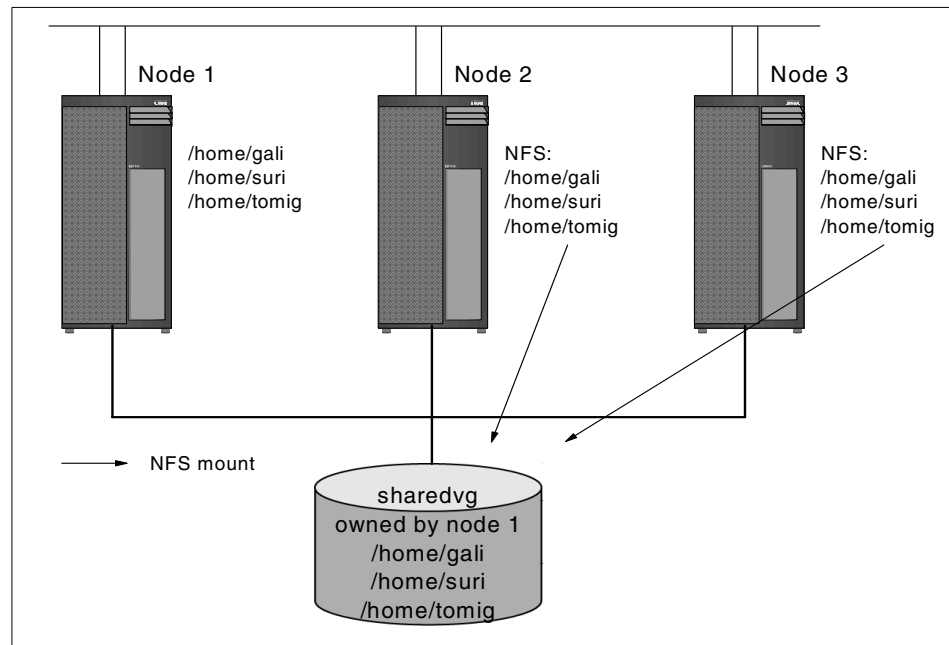 Node 1
Node 2
Node 3
/home/gali
/home/suri
/home/tomig
NFS:
/home/gali
/home/suri
/home/tomig
NFS:
/home/gali
/home/suri
/home/tomig
NFS mount
sharedvg
owned by node 1
/home/gali
/home/suri
/home/tomig